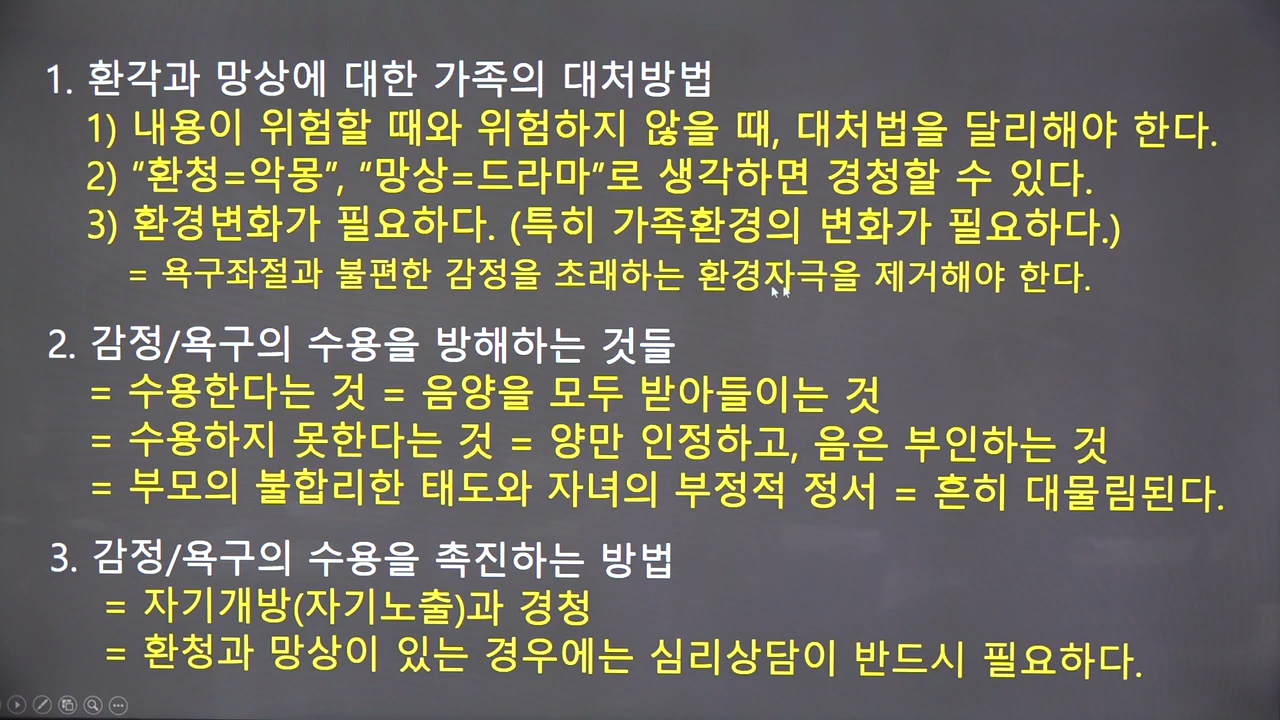 1. 환각과 망상에 대한 가족의 대처방법
1) 내용이 위험할 때와 위험하지 않을 때, 대처법을 달리해야 한다.
2) “환청=악몽”, “망상=드라마”로 생각하면 경청할 수 있다.
3) 환경변화가 필요하다. (특히 가족환경의 변화가 필요하다.)
= 욕구좌절과 불편한 감정을 초래하는 환경자극을 제거해야 한다.
2. 감정/욕구의 수용을 방해하는 것들
= 수용한다는 것 = 음양을 모두 받아들이는 것
= 수용하지 못한다는 것 = 양만 인정하고, 음은 부인하는 것
= 부모의 불합리한 태도와 자녀의 부정적 정서 = 흔히 대물림된다.
3. 감정/욕구의 수용을 촉진하는 방법
= 자기개방(자기노출)과 경청
= 환청과 망상이 있는 경우에는 심리상담이 반드시 필요하다.